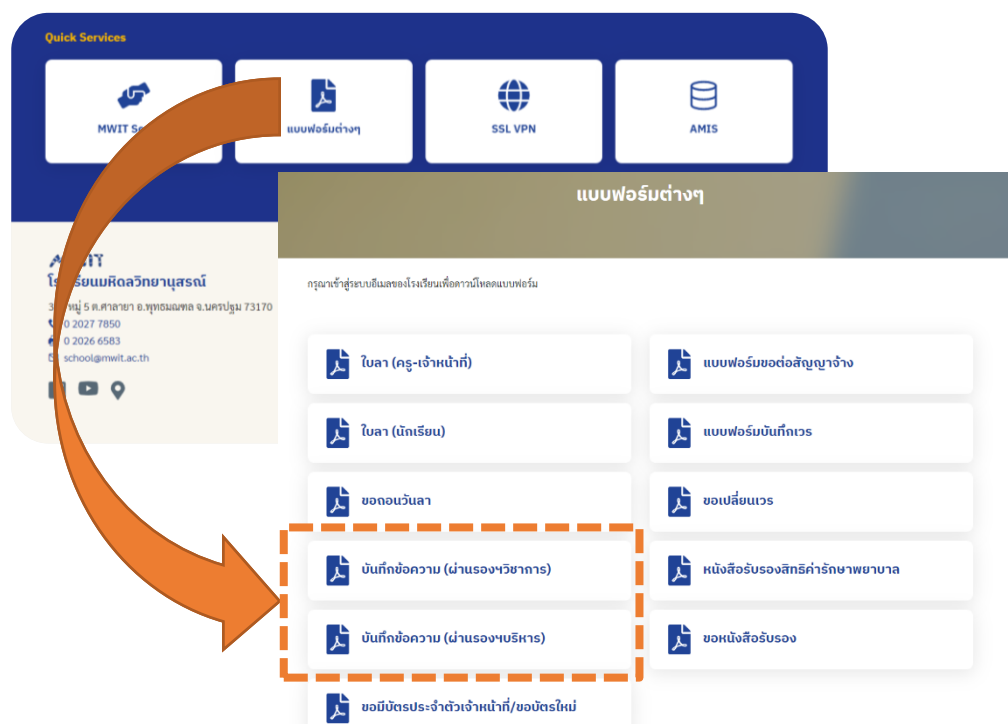 Quick Services
MWIT
แบบฟอร์มต่างๆ
SSL VPN
AMIS
แบบฟอร์มต่างๆ
โรงเรียนมหิดลวิทยานุสรณ์
หมู่ 5 ต.ศาลายา อ.พุทธมณฑล จ.นครปฐม 73170
0 2027 7850
0 2026 6583
school@mwit.ac.th
กรุณาเข้าสู่ระบบอีเมลของโรงเรียนเพื่อดาวน์โหลดแบบฟอร์ม
ใบลา (ครู-เจ้าหน้าที่)
แบบฟอร์มขอต่อสัญญาจ้าง
ใบลา (นักเรียน)
แบบฟอร์มบันทึกเวร
ขอถอนวันลา
ขอเปลี่ยนเวร
บันทึกข้อความ (ผ่านรองฯวิชาการ)
หนังสือรับรองสิทธิค่ารักษาพยาบาล
บันทึกข้อความ (ผ่านรองฯบริหาร)
ขอหนังสือรับรอง
ขอมีบัตรประจำตัวเจ้าหน้าที่/ขอบัตรใหม่